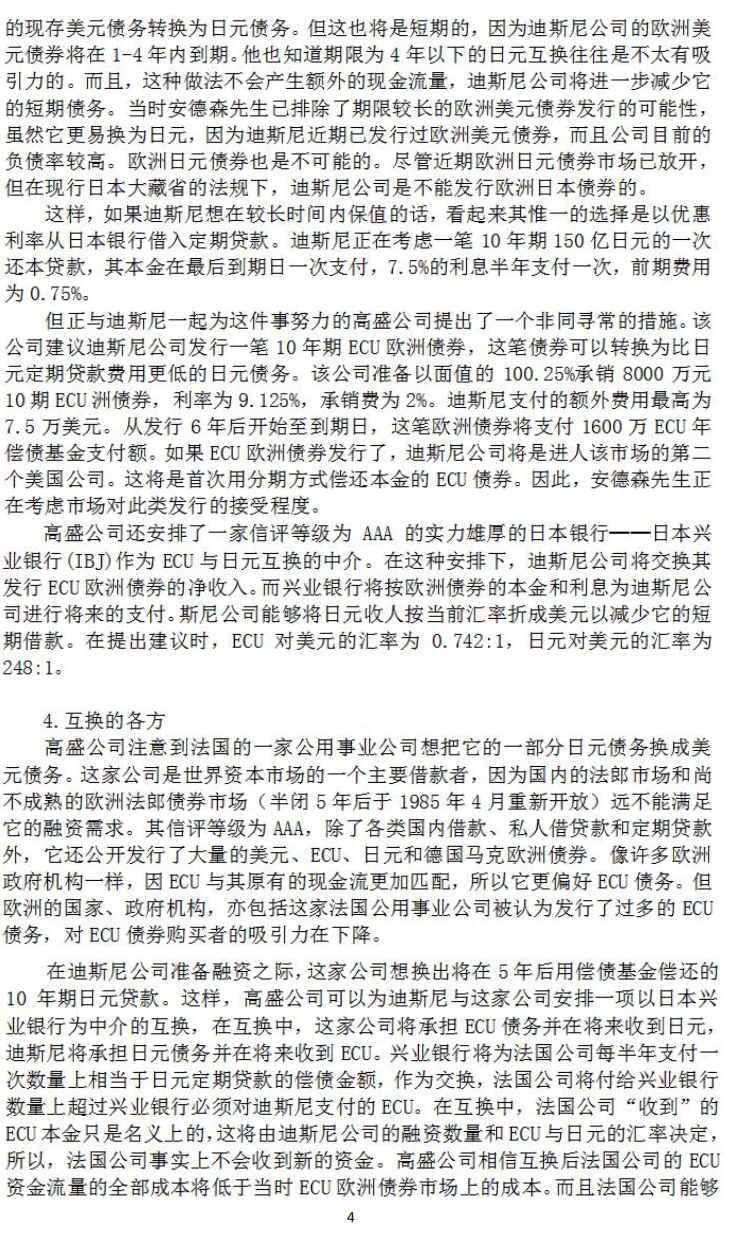 的现存美元债务转换为日元债务。但这也将是短期的，因为迪斯尼公司的欧洲美
元债券将在 1-4 年内到期。他也知道期限为 4 年以下的日元互换往往是不太有吸
引力的。而且，这种做法不会产生额外的现金流量，迪斯尼公司将进一步减少它
的短期债务。当时安德森先生已排除了期限较长的欧洲美元债券发行的可能性，
虽然它更易换为日元，因为迪斯尼近期已发行过欧洲美元债券，而且公司目前的
负债率较高。欧洲日元债券也是不可能的。尽管近期欧洲日元债券市场已放开，
但在现行日本大藏省的法规下，迪斯尼公司是不能发行欧洲日本债券的。
这样，如果迪斯尼想在较长时间内保值的话，看起来其惟一的选择是以优惠
利率从日本银行借入定期贷款。迪斯尼正在考虑一笔 10 年期 150 亿日元的一次
还本贷款，其本金在最后到期日一次支付，7.5%的利息半年支付一次，前期费用
为 0.75%。
但正与迪斯尼一起为这件事努力的高盛公司提出了一个非同寻常的措施。该
公司建议迪斯尼公司发行一笔 10 年期 ECU 欧洲债券，这笔债券可以转换为比日
元定期贷款费用更低的日元债务。该公司准备以面值的 100.25%承销 8000 万元
10 期 ECU 洲债券，利率为 9.125%，承销费为 2%。迪斯尼支付的额外费用最高为
7.5 万美元。从发行 6 年后开始至到期日，这笔欧洲债券将支付 1600 万 ECU 年
偿债基金支付额。如果 ECU 欧洲债券发行了，迪斯尼公司将是进人该市场的第二
个美国公司。这将是首次用分期方式偿还本金的 ECU 债券。因此，安德森先生正
在考虑市场对此类发行的接受程度。
高盛公司还安排了一家信评等级为 AAA 的实力雄厚的日本银行——日本兴
业银行(IBJ)作为 ECU 与日元互换的中介。在这种安排下，迪斯尼公司将交换其
发行 ECU 欧洲债券的净收入。而兴业银行将按欧洲债券的本金和利息为迪斯尼公
司进行将来的支付。斯尼公司能够将日元收人按当前汇率折成美元以减少它的短
期借款。在提出建议时，ECU 对美元的汇率为 0.742:1，日元对美元的汇率为
248:1。
4.互换的各方
高盛公司注意到法国的一家公用事业公司想把它的一部分日元债务换成美
元债务。这家公司是世界资本市场的一个主要借款者，因为国内的法郎市场和尚
不成熟的欧洲法郎债券市场（半闭 5 年后于 1985 年 4 月重新开放）远不能满足
它的融资需求。其信评等级为 AAA，除了各类国内借款、私人借贷款和定期贷款
外，它还公开发行了大量的美元、ECU、日元和德国马克欧洲债券。像许多欧洲
政府机构一样，因 ECU 与其原有的现金流更加匹配，所以它更偏好 ECU 债务。但
欧洲的国家、政府机构，亦包括这家法国公用事业公司被认为发行了过多的 ECU
债务，对 ECU 债券购买者的吸引力在下降。
在迪斯尼公司准备融资之际，这家公司想换出将在 5 年后用偿债基金偿还的
10 年期日元贷款。这样，高盛公司可以为迪斯尼与这家公司安排一项以日本兴
业银行为中介的互换，在互换中，这家公司将承担 ECU 债务并在将来收到日元，
迪斯尼将承担日元债务并在将来收到 ECU。兴业银行将为法国公司每半年支付一
次数量上相当于日元定期贷款的偿债金额，作为交换，法国公司将付给兴业银行
数量上超过兴业银行必须对迪斯尼支付的 ECU。在互换中，法国公司“收到”的
ECU 本金只是名义上的，这将由迪斯尼公司的融资数量和 ECU 与日元的汇率决定，
所以，法国公司事实上不会收到新的资金。高盛公司相信互换后法国公司的 ECU
资金流量的全部成本将低于当时 ECU 欧洲债券市场上的成本。而且法国公司能够
4